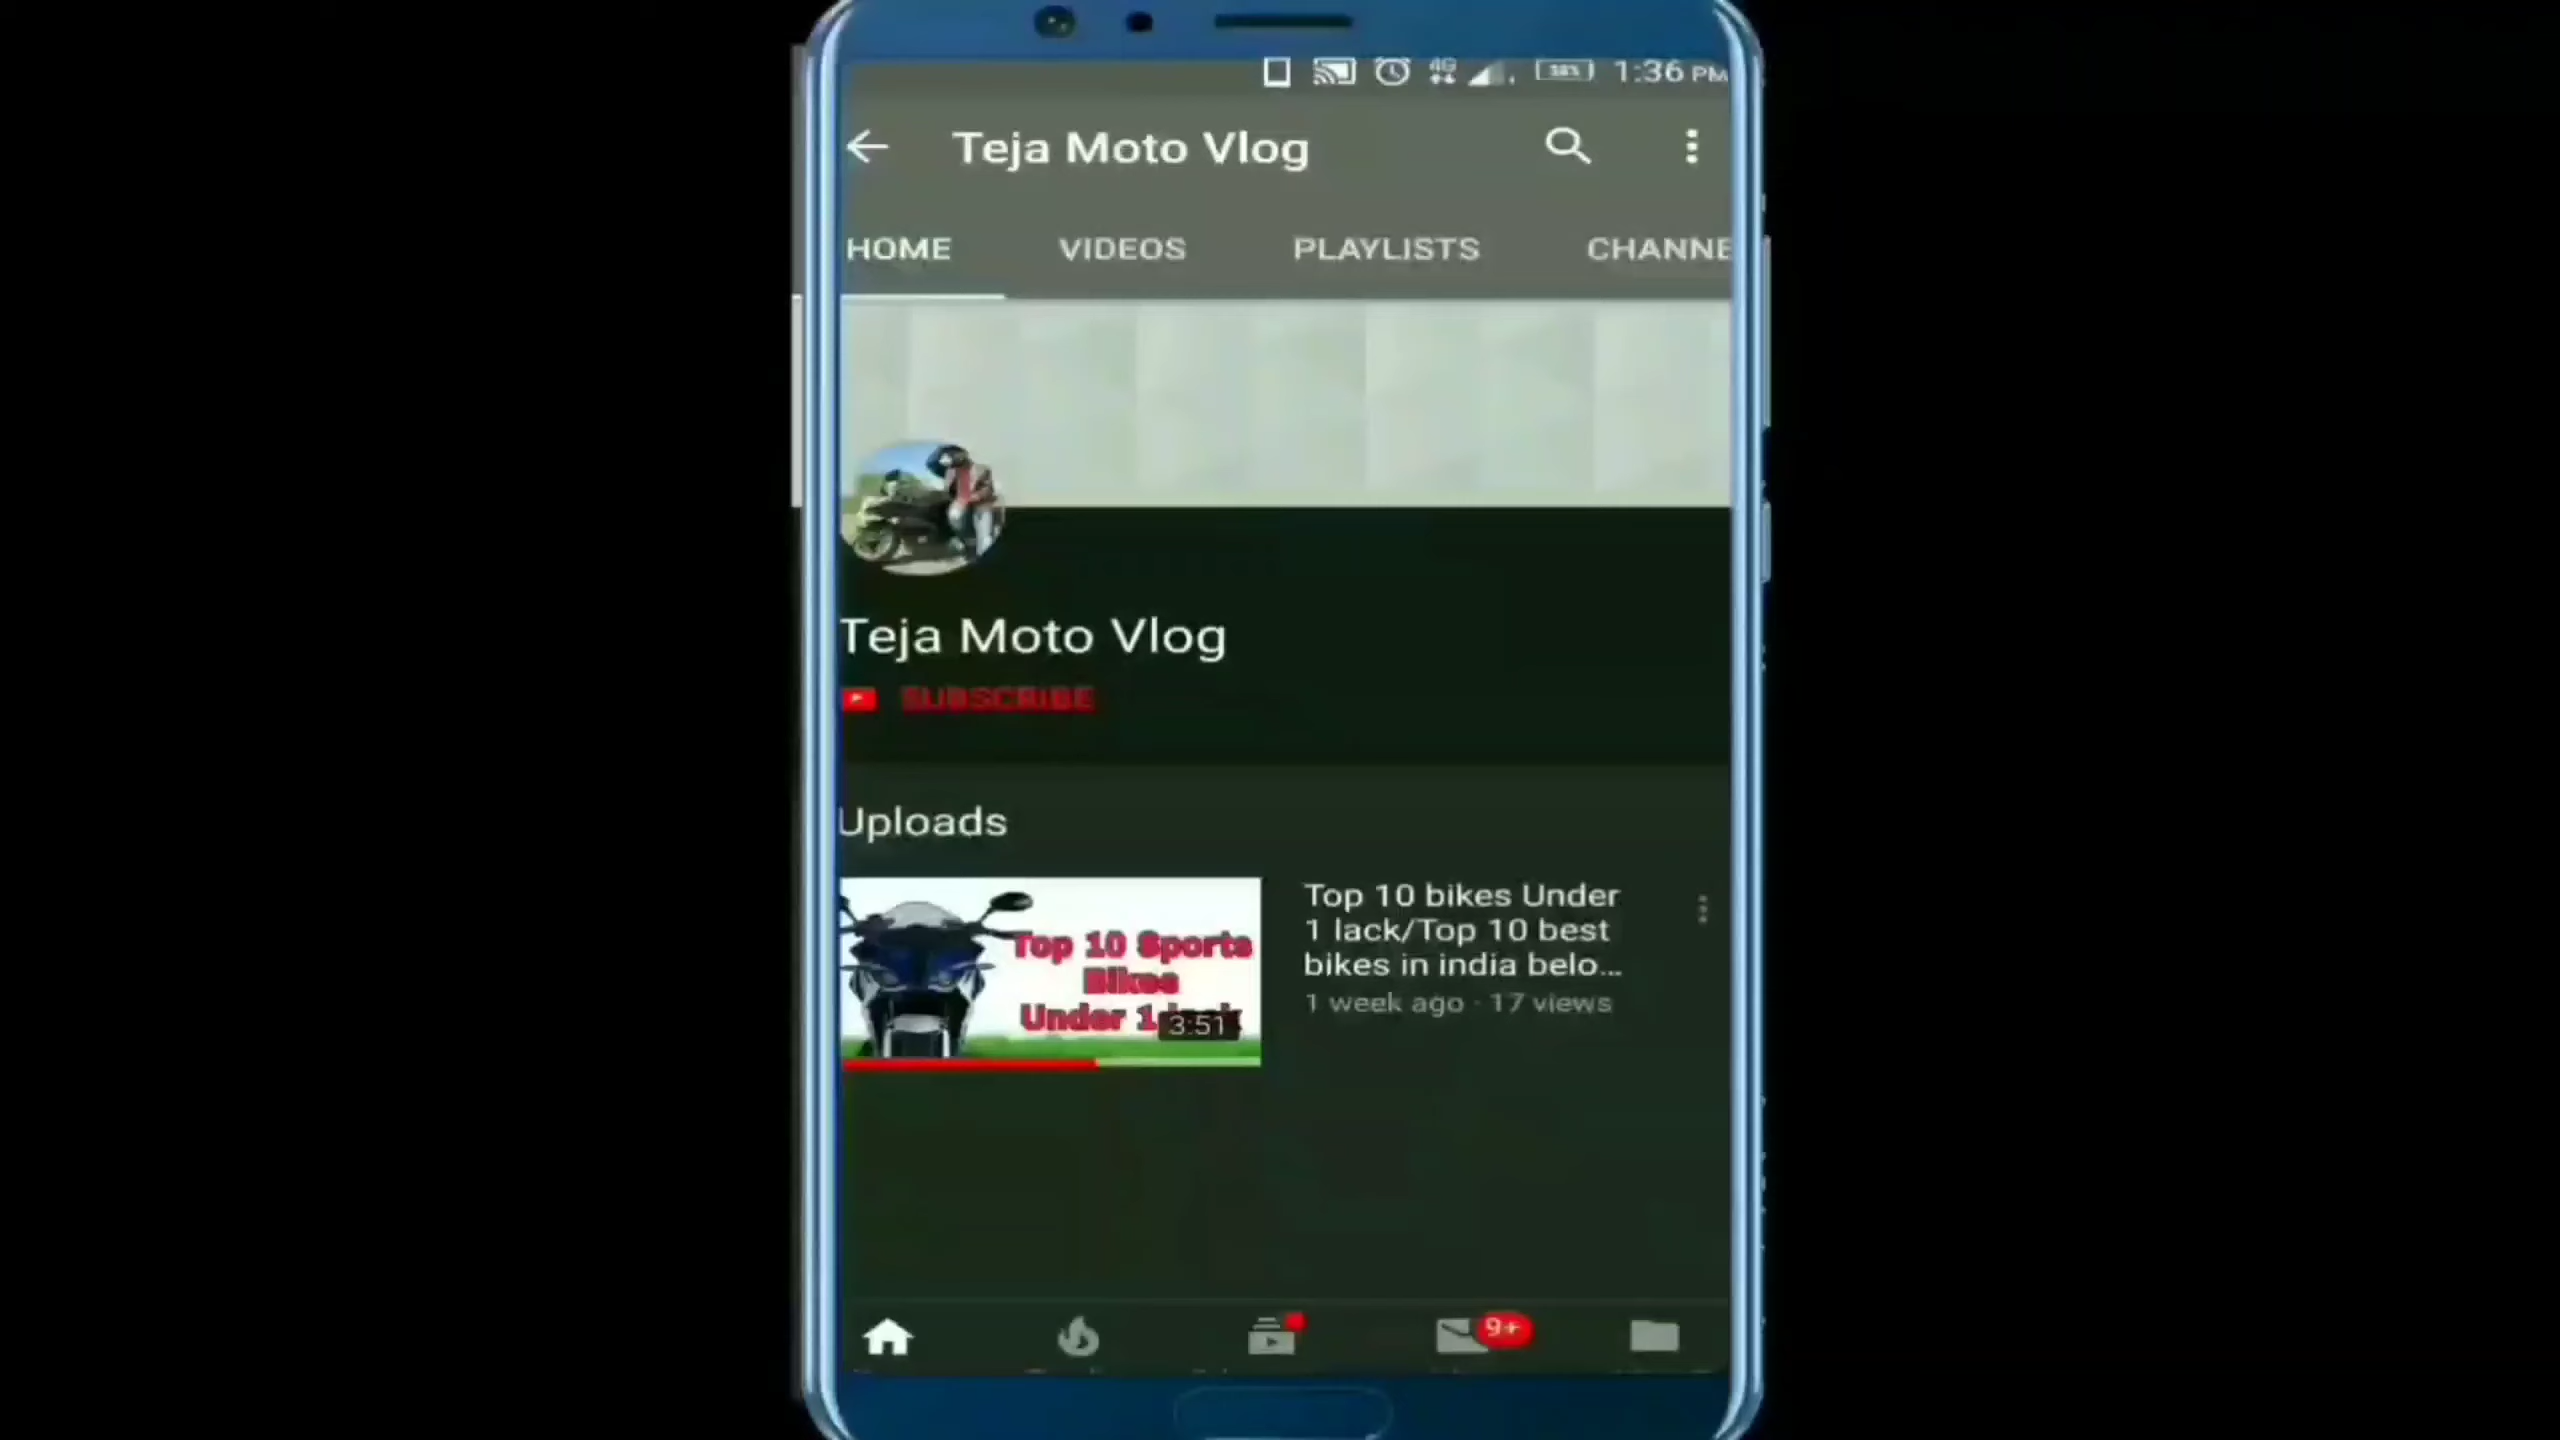 4G 1:36 PM
Teja Moto Vlog
HOME VIDEOS PLAYLISTS CHANNE
Teja Moto Vlog
SUBSCRIBE
Uploads
Top 10 Sports
Bikes
Under 1
3:51
Top 10 bikes Under
1 lack/Top 10 best
bikes in india belo...
1 week ago · 17 views
9+